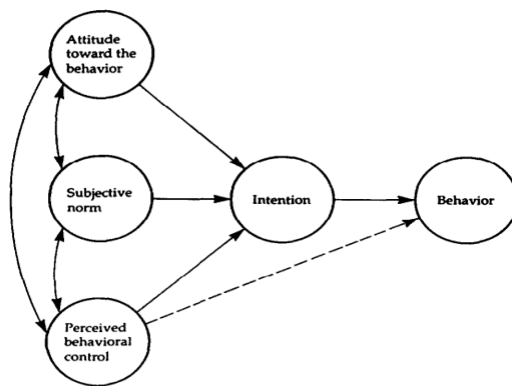 Attitude
toward the
behavior
Subjective
norm
Intention
Behavior
Perceived
behavioral
control